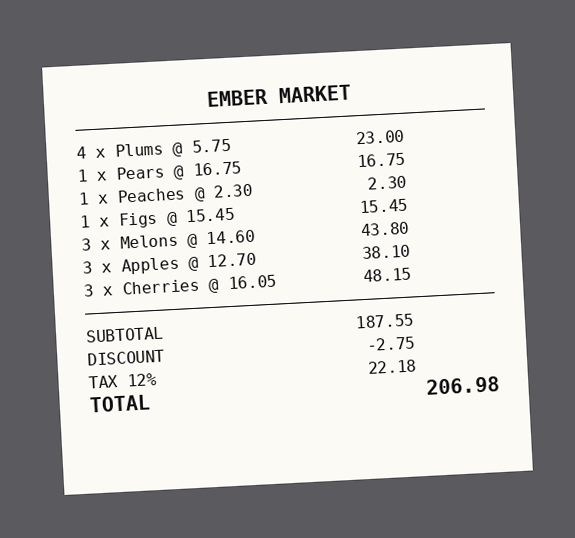 EMBER MARKET
4 x Plums @ 5.75 23.00
1 x Pears @ 16.75 16.75
1 x Peaches @ 2.30 2.30
1 x Figs @ 15.45 15.45
3 x Melons @ 14.60 43.80
3 x Apples @ 12.70 38.10
3 x Cherries @ 16.05 48.15
SUBTOTAL 187.55
DISCOUNT -2.75
TAX 12% 22.18
TOTAL 206.98